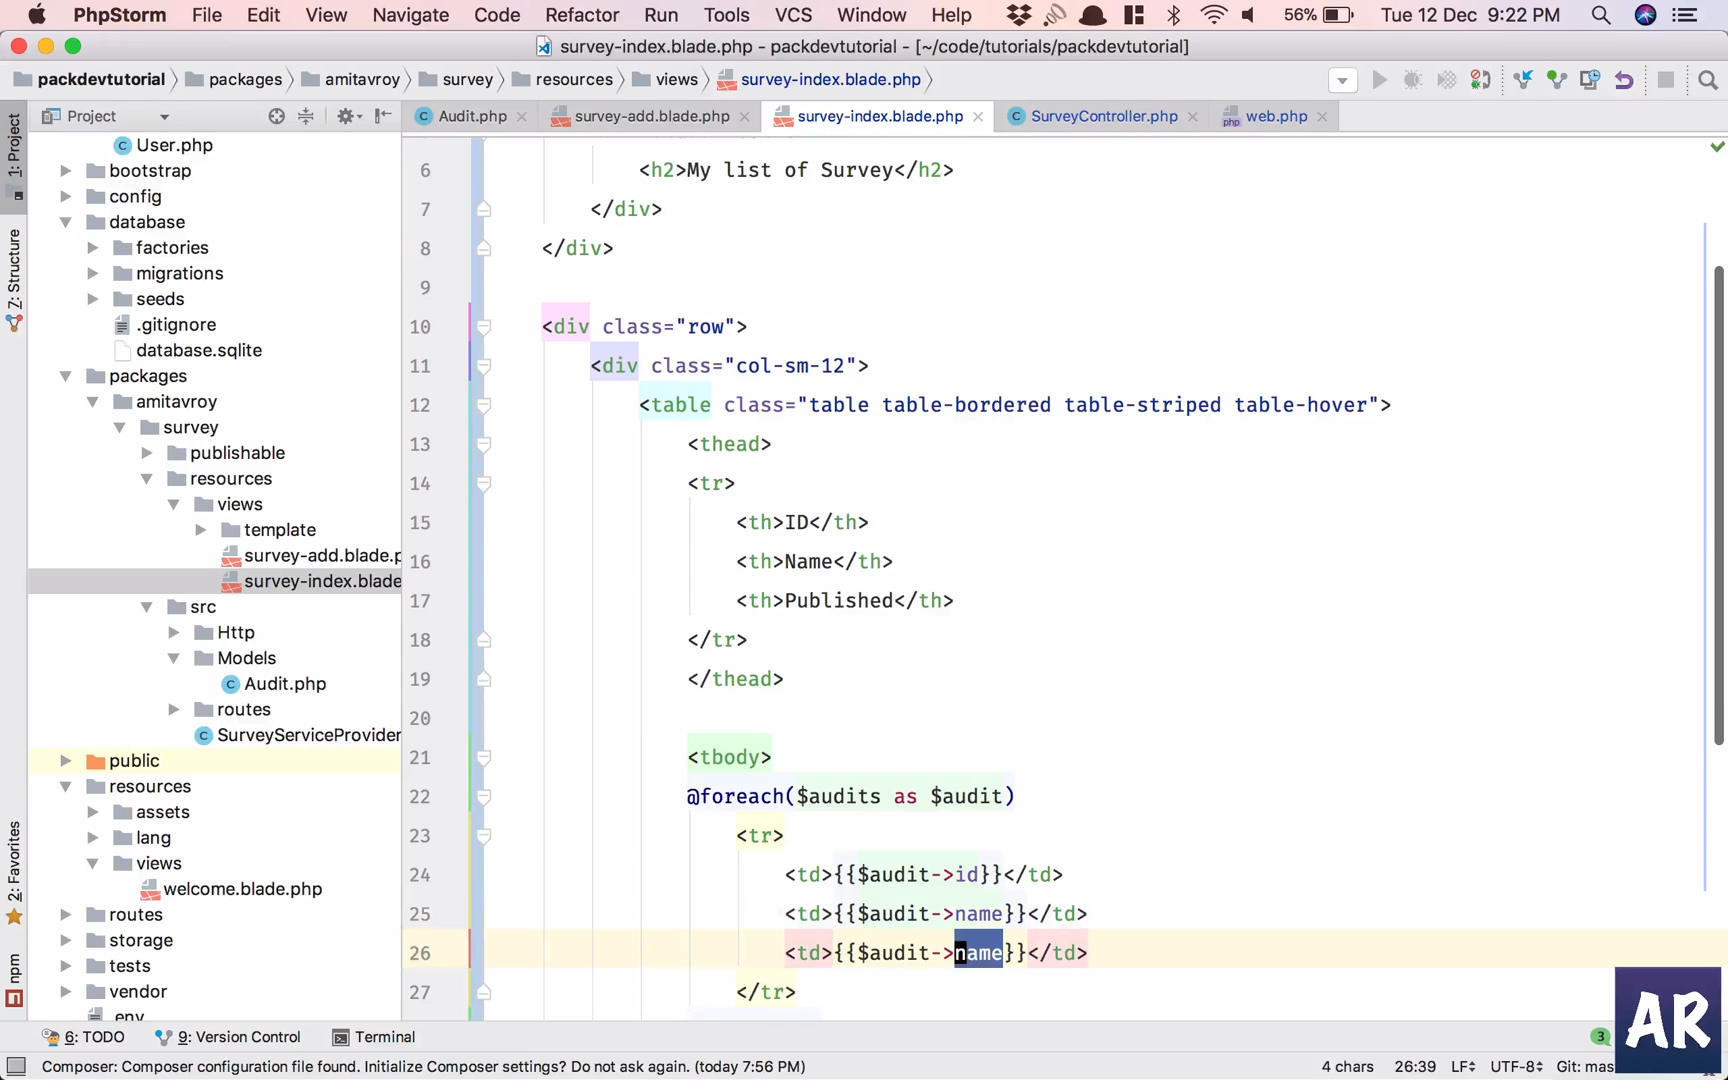 PhpStorm File Edit View Navigate Code Refactor Run Tools VCS Window Help 56% Tue 12 Dec 9:22 PM
survey-index.blade.php - packdevtutorial - [~/code/tutorials/packdevtutorial]
packdevtutorial packages amitavroy survey resources views survey-index.blade.php
Project Audit.php survey-add.blade.php survey-index.blade.php SurveyController.php php web.php
1: Project
7: Structure
2: Favorites
npm
User.php
bootstrap
config
database
factories
migrations
seeds
.gitignore
database.sqlite
packages
amitavroy
survey
publishable
resources
views
template
survey-add.blade.p
survey-index.blade
src
Http
Models
Audit.php
routes
SurveyServiceProvider
public
resources
assets
lang
views
welcome.blade.php
routes
storage
tests
vendor
.env
6 <h2>My list of Survey</h2>
7 </div>
8 </div>
9
10 <div class="row">
11 <div class="col-sm-12">
12 <table class="table table-bordered table-striped table-hover">
13 <thead>
14 <tr>
15 <th>ID</th>
16 <th>Name</th>
17 <th>Published</th>
18 </tr>
19 </thead>
20
21 <tbody>
22 @foreach($audits as $audit)
23 <tr>
24 <td>{{$audit->id}}</td>
25 <td>{{$audit->name}}</td>
26 <td>{{$audit->name}}</td>
27 </tr>
6: TODO 9: Version Control Terminal 3
Composer: Composer configuration file found. Initialize Composer settings? Do not ask again. (today 7:56 PM) 4 chars 26:39 LF UTF-8 Git: mas
AR